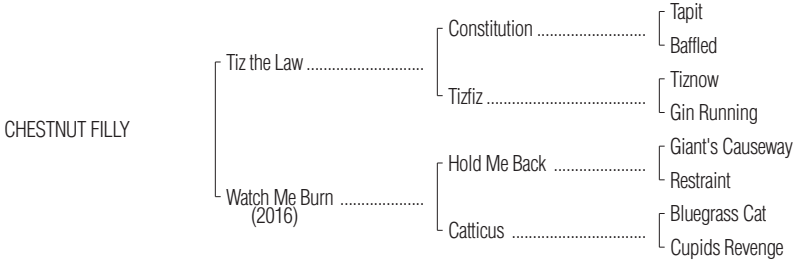 Tapit
Constitution ..........................
Baffled
Tiz the Law ............................
Tiznow
Tizfiz ......................................
Gin Running
CHESTNUT FILLY
Giant's Causeway
Hold Me Back ......................
Restraint
Watch Me Burn ....................
(2016)
Bluegrass Cat
Catticus ................................
Cupids Revenge